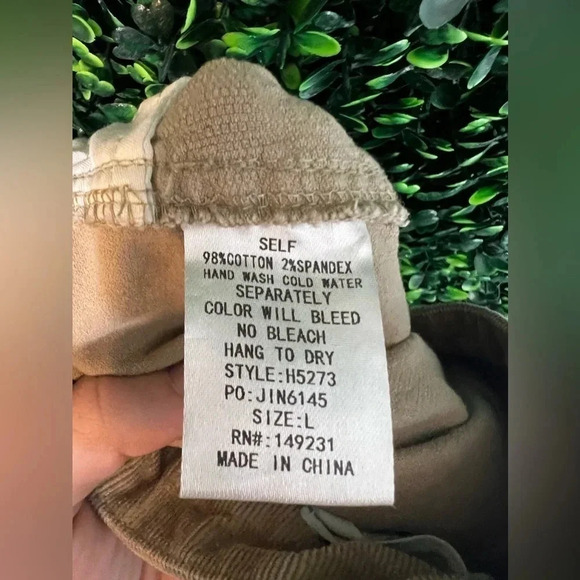 SELF
98%COTTON 2%SPANDEX
HAND WASH COLD WATER
SEPARATELY
COLOR WILL BLEED
NO BLEACH
HANG TO DRY
STYLE:H5273
PO:JIN6145
SIZE:L
RN#:149231
MADE IN CHINA